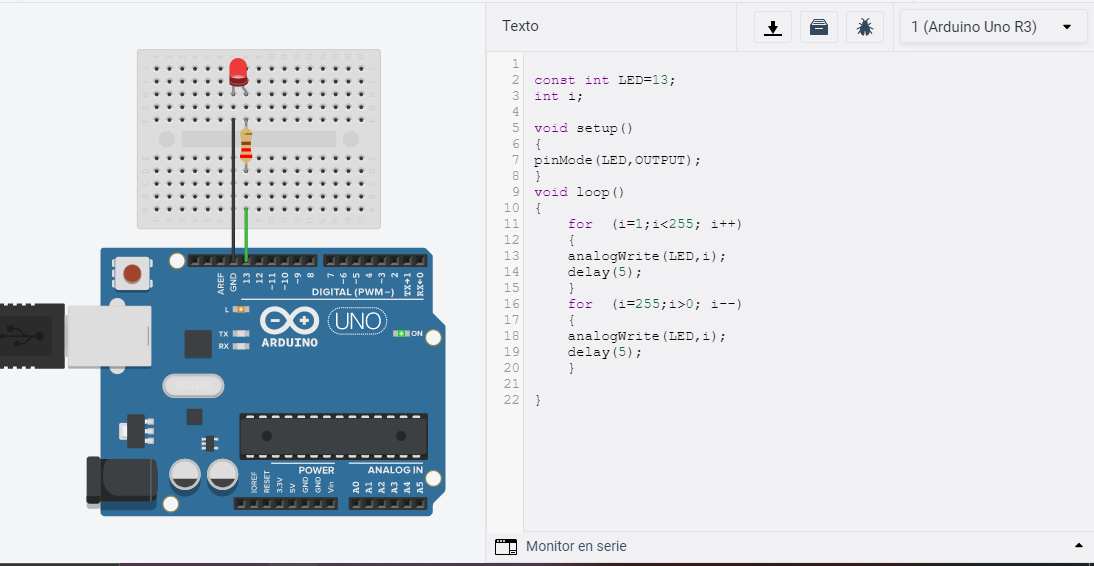 Texto
1 (Arduino Uno R3)
1
2 const int LED=13;
3 int i;
4
5 void setup()
6 {
7 pinMode(LED,OUTPUT);
8 }
9 void loop()
10 {
11 for  (i=1;i<255; i++)
12 {
13 analogWrite(LED,i);
14 delay(5);
15 }
16 for  (i=255;i>0; i--)
17 {
18 analogWrite(LED,i);
19 delay(5);
20 }
21
22 }
Monitor en serie
AREF
GND
13
12
~11
~10
~9
8
7
~6
~5
4
~3
2
TX→1
RX←0
DIGITAL (PWM~)
L
TX
RX
UNO
ARDUINO
ON
POWER
ANALOG IN
IOREF
RESET
3.3V
5V
GND
GND
Vin
A0
A1
A2
A3
A4
A5